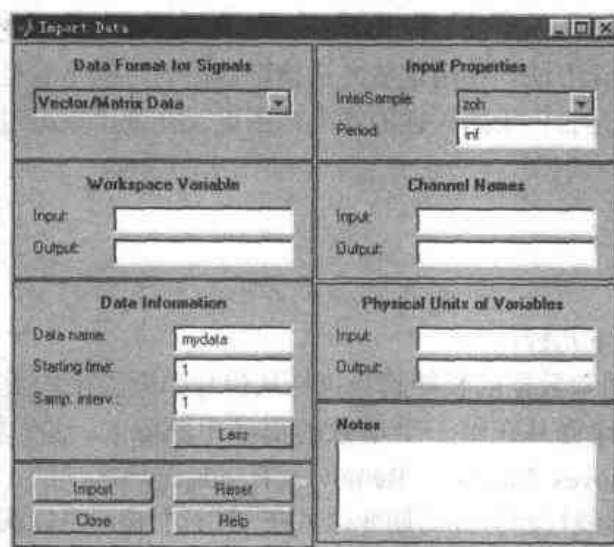 Import Data
Data Format for Signals
Vector/Matrix Data
Workspace Variable
Input:
Output:
Data Information
Data name: mydata
Starting time: 1
Samp. interv.: 1
Less
Import Reset
Close Help
Input Properties
InterSample: zoh
Period: inf
Channel Names
Input:
Output:
Physical Units of Variables
Input:
Output:
Notes